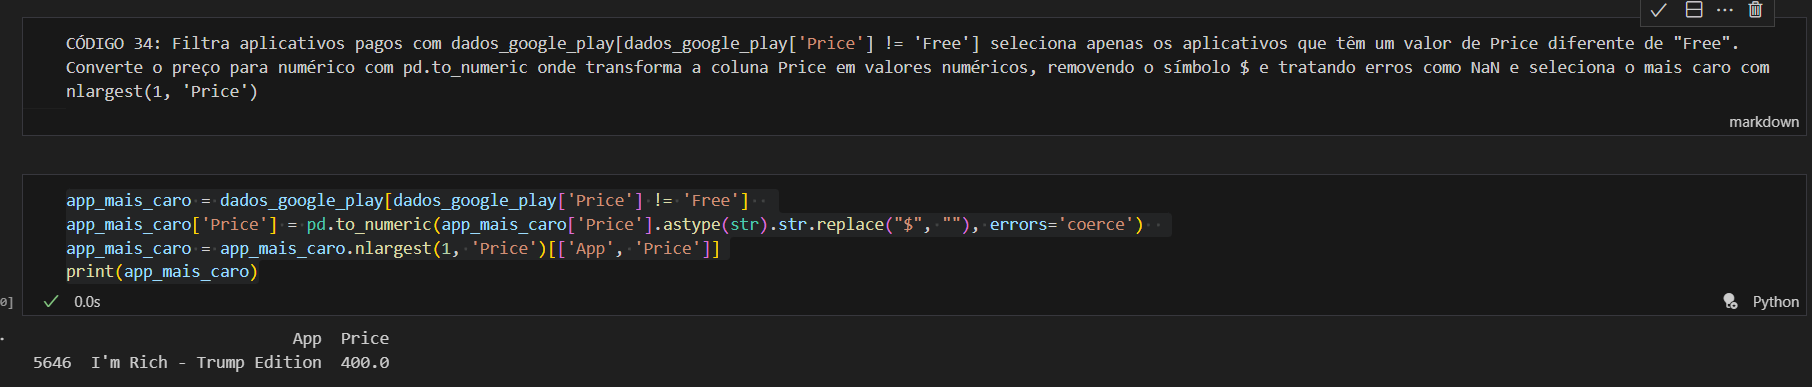 CÓDIGO 34: Filtra aplicativos pagos com dados_google_play[dados_google_play['Price'] != 'Free'] seleciona apenas os aplicativos que têm um valor de Price diferente de "Free".
Converte o preço para numérico com pd.to_numeric onde transforma a coluna Price em valores numéricos, removendo o símbolo $ e tratando erros como NaN e seleciona o mais caro com
nlargest(1, 'Price')
markdown
app_mais_caro = dados_google_play[dados_google_play['Price'] != 'Free']
app_mais_caro['Price'] = pd.to_numeric(app_mais_caro['Price'].astype(str).str.replace("$", ""), errors='coerce')
app_mais_caro = app_mais_caro.nlargest(1, 'Price')[['App', 'Price']]
print(app_mais_caro)
0] 0.0s Python
App Price
5646 I'm Rich - Trump Edition 400.0